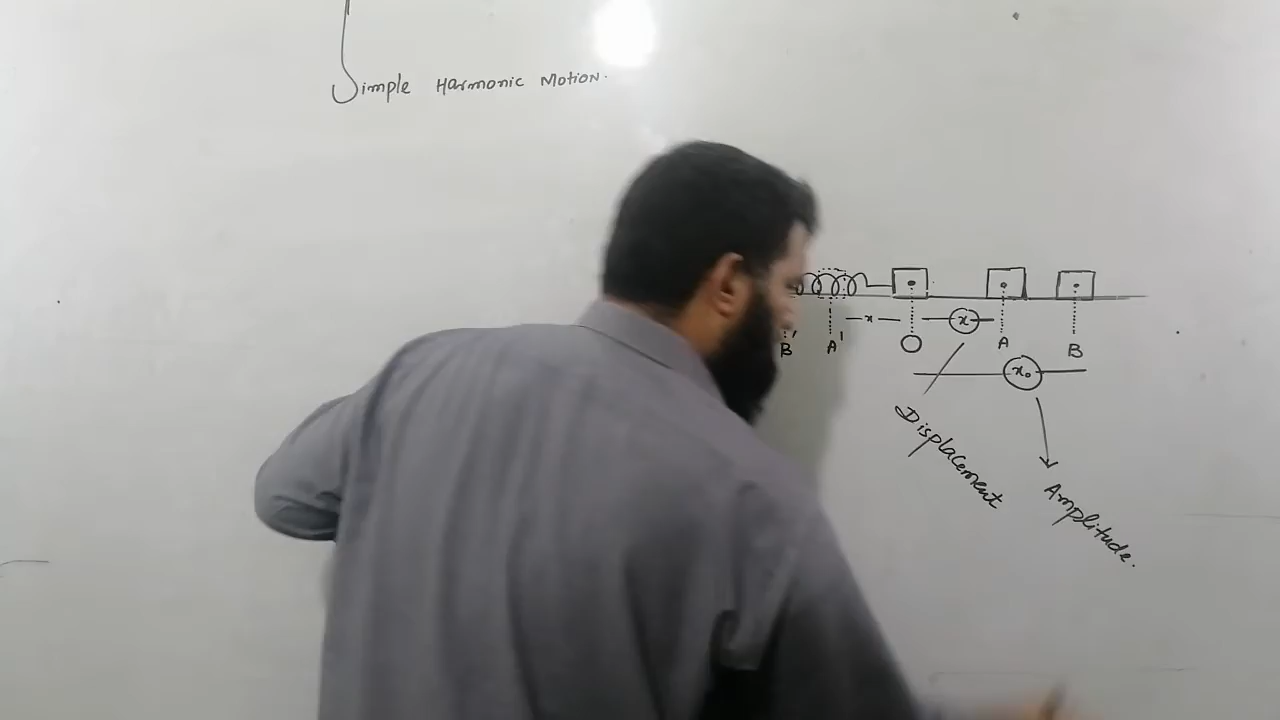 Simple Harmonic Motion.
x
x
B'
A'
O
A
B
x₀
Displacement
Amplitude.